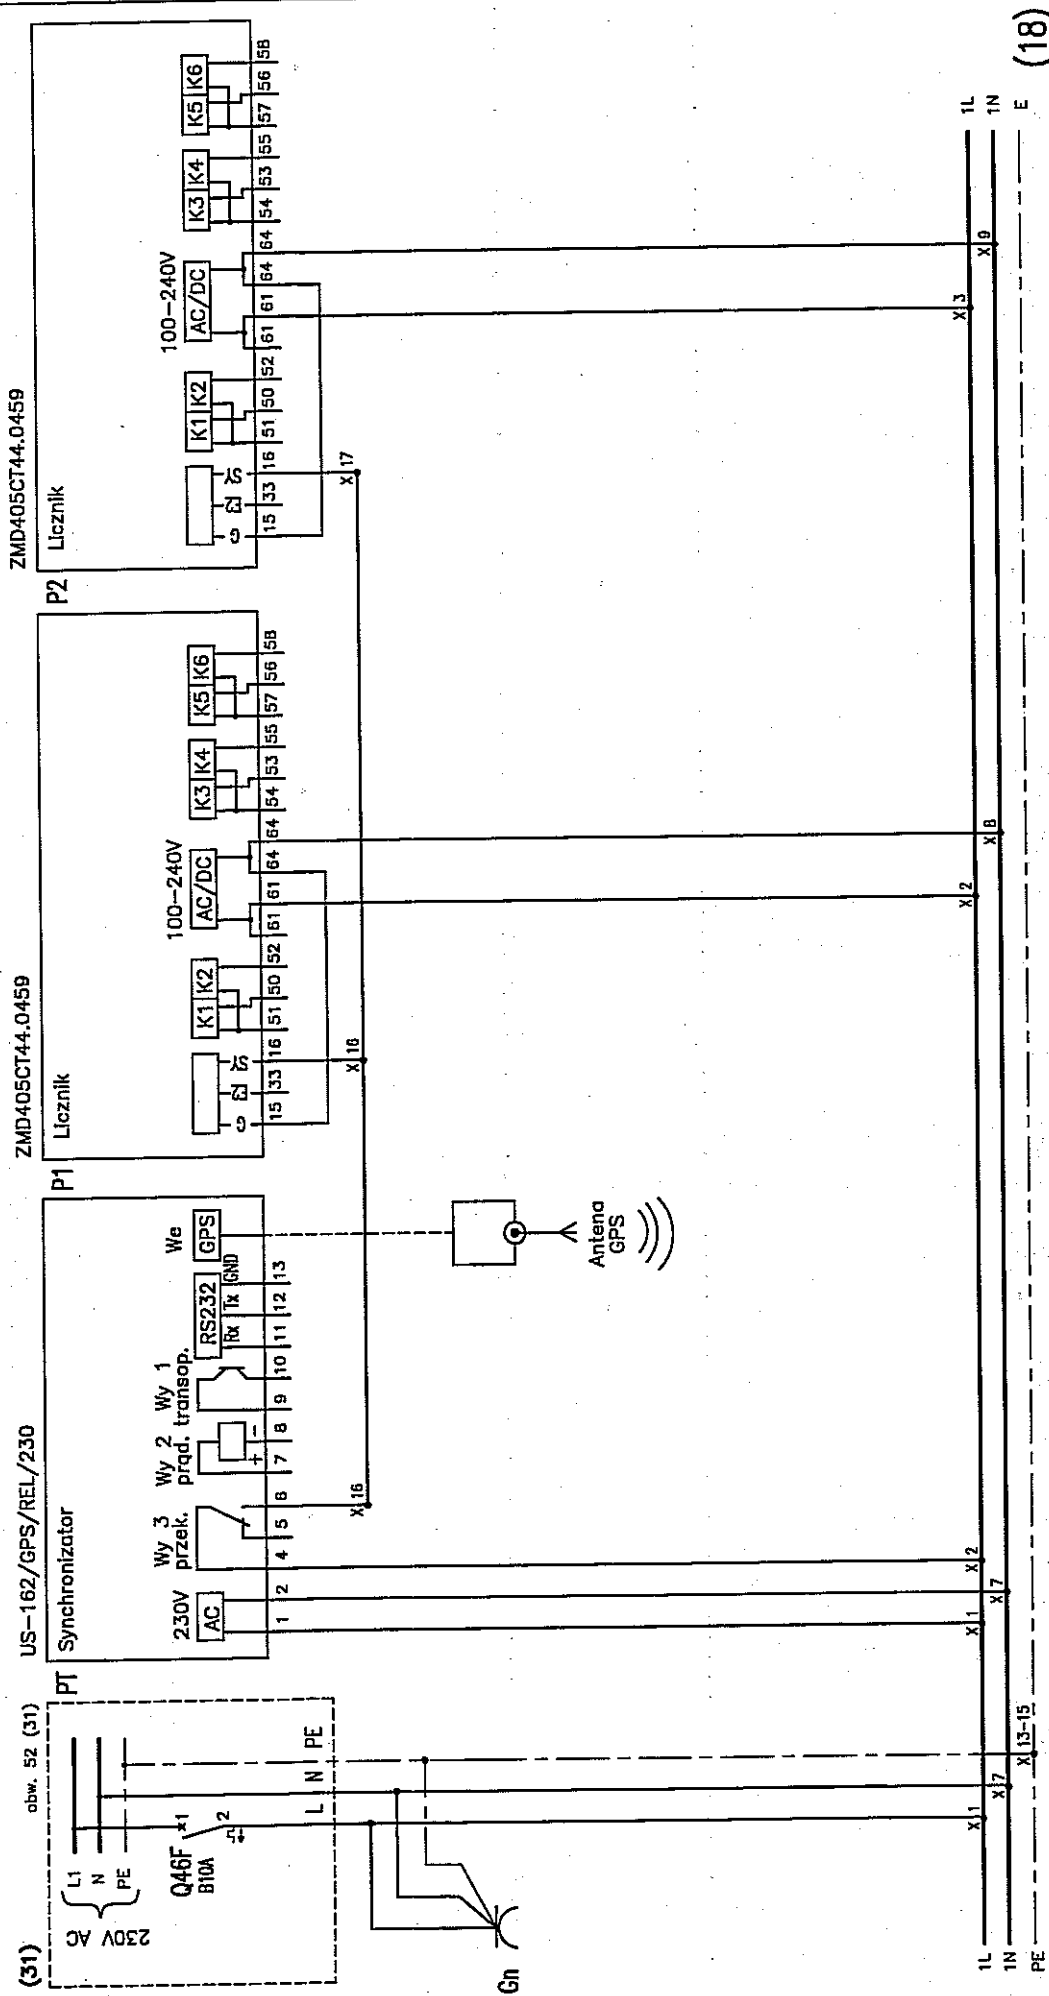 (31)
obw. 52 (31)
230V AC
L1
N
PE
Q46F
B10A
x1
2
L N PE
Gn
PT
US-162/GPS/REL/230
Synchronizator
230V
AC
Wy 3
przek.
Wy 2
prąd.
+ -
Wy 1
transop.
RS232
Rx Tx GND
We
GPS
1 2 4 5 6 7 8 9 10 11 12 13
Antena
GPS
P1
ZMD405CT44.0459
Licznik
100-240V
K1 K2
AC/DC
K3 K4
K5 K6
G SY
15 33 16 51 50 52 61 61 64 64 54 53 55 57 56 58
P2
ZMD405CT44.0459
Licznik
100-240V
K1 K2
AC/DC
K3 K4
K5 K6
G SY
15 33 16 51 50 52 61 61 64 64 54 53 55 57 56 58
X 16
X 16
X 17
X 1
X 7
X 13-15
X 1
X 7
X 2
X 2
X 8
X 3
X 9
1L
1N
PE
1L
1N
E
(18)